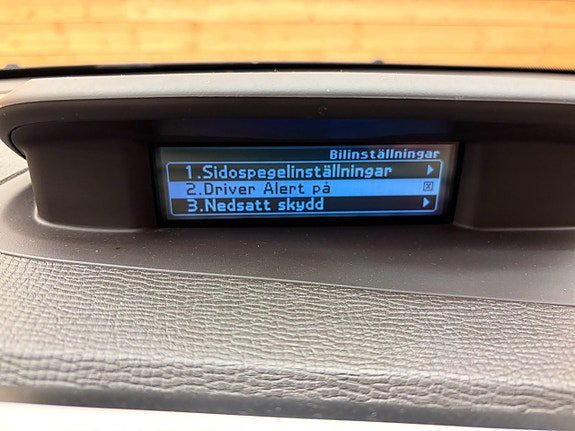 Bilinställningar
1.Sidospegelinställningar
2.Driver Alert på
3.Nedsatt skydd